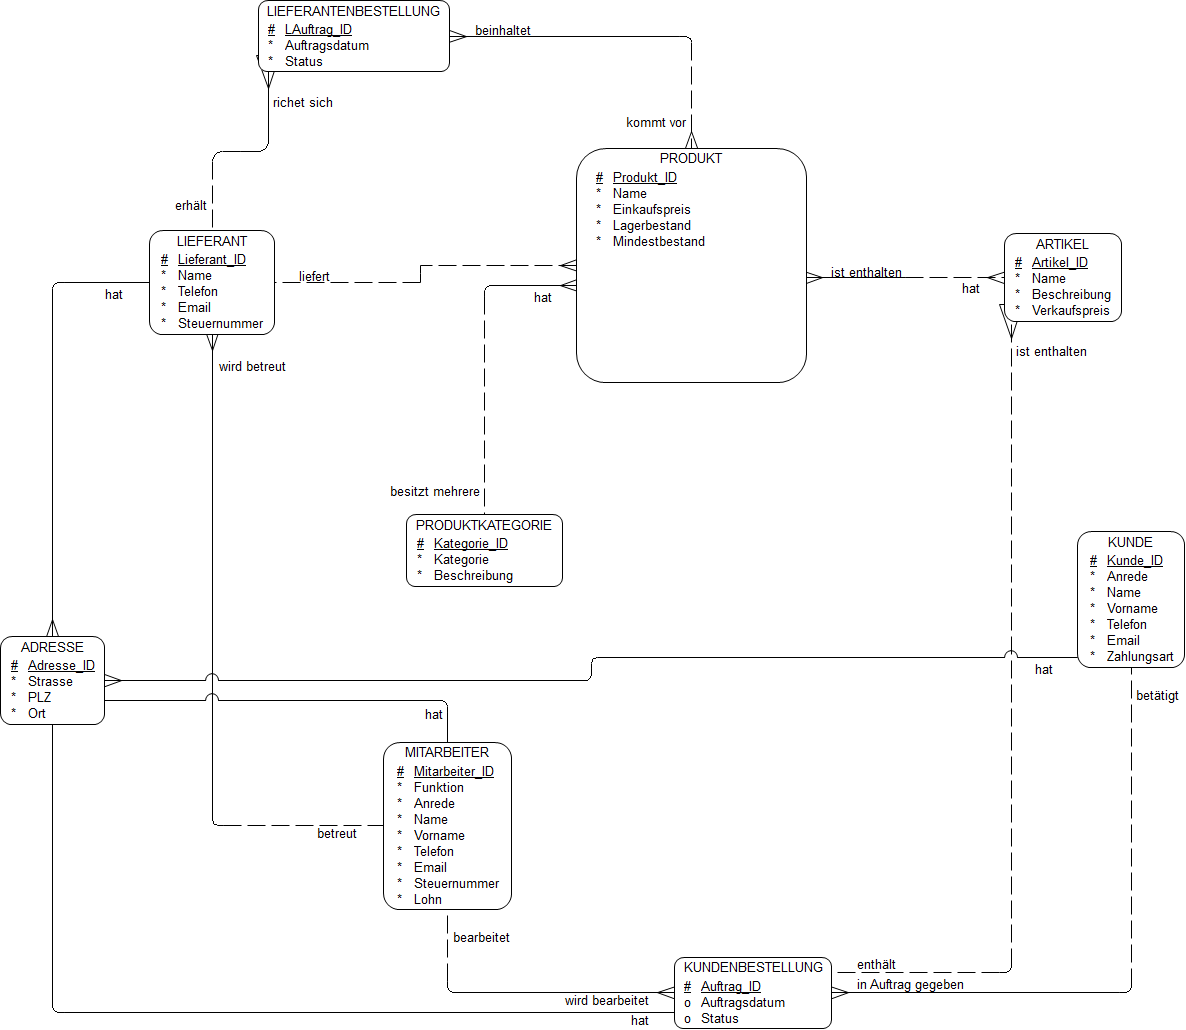 LIEFERANTENBESTELLUNG
# LAuftrag_ID
* Auftragsdatum
* Status
beinhaltet
richet sich
kommt vor
PRODUKT
# Produkt_ID
* Name
* Einkaufspreis
* Lagerbestand
* Mindestbestand
erhält
LIEFERANT
# Lieferant_ID
* Name
* Telefon
* Email
* Steuernummer
liefert
hat
hat
ist enthalten
hat
ARTIKEL
# Artikel_ID
* Name
* Beschreibung
* Verkaufspreis
ist enthalten
wird betreut
besitzt mehrere
PRODUKTKATEGORIE
# Kategorie_ID
* Kategorie
* Beschreibung
KUNDE
# Kunde_ID
* Anrede
* Name
* Vorname
* Telefon
* Email
* Zahlungsart
ADRESSE
# Adresse_ID
* Strasse
* PLZ
* Ort
hat
betätigt
hat
MITARBEITER
# Mitarbeiter_ID
* Funktion
* Anrede
* Name
* Vorname
* Telefon
* Email
* Steuernummer
* Lohn
betreut
bearbeitet
wird bearbeitet
hat
KUNDENBESTELLUNG
# Auftrag_ID
o Auftragsdatum
o Status
enthält
in Auftrag gegeben